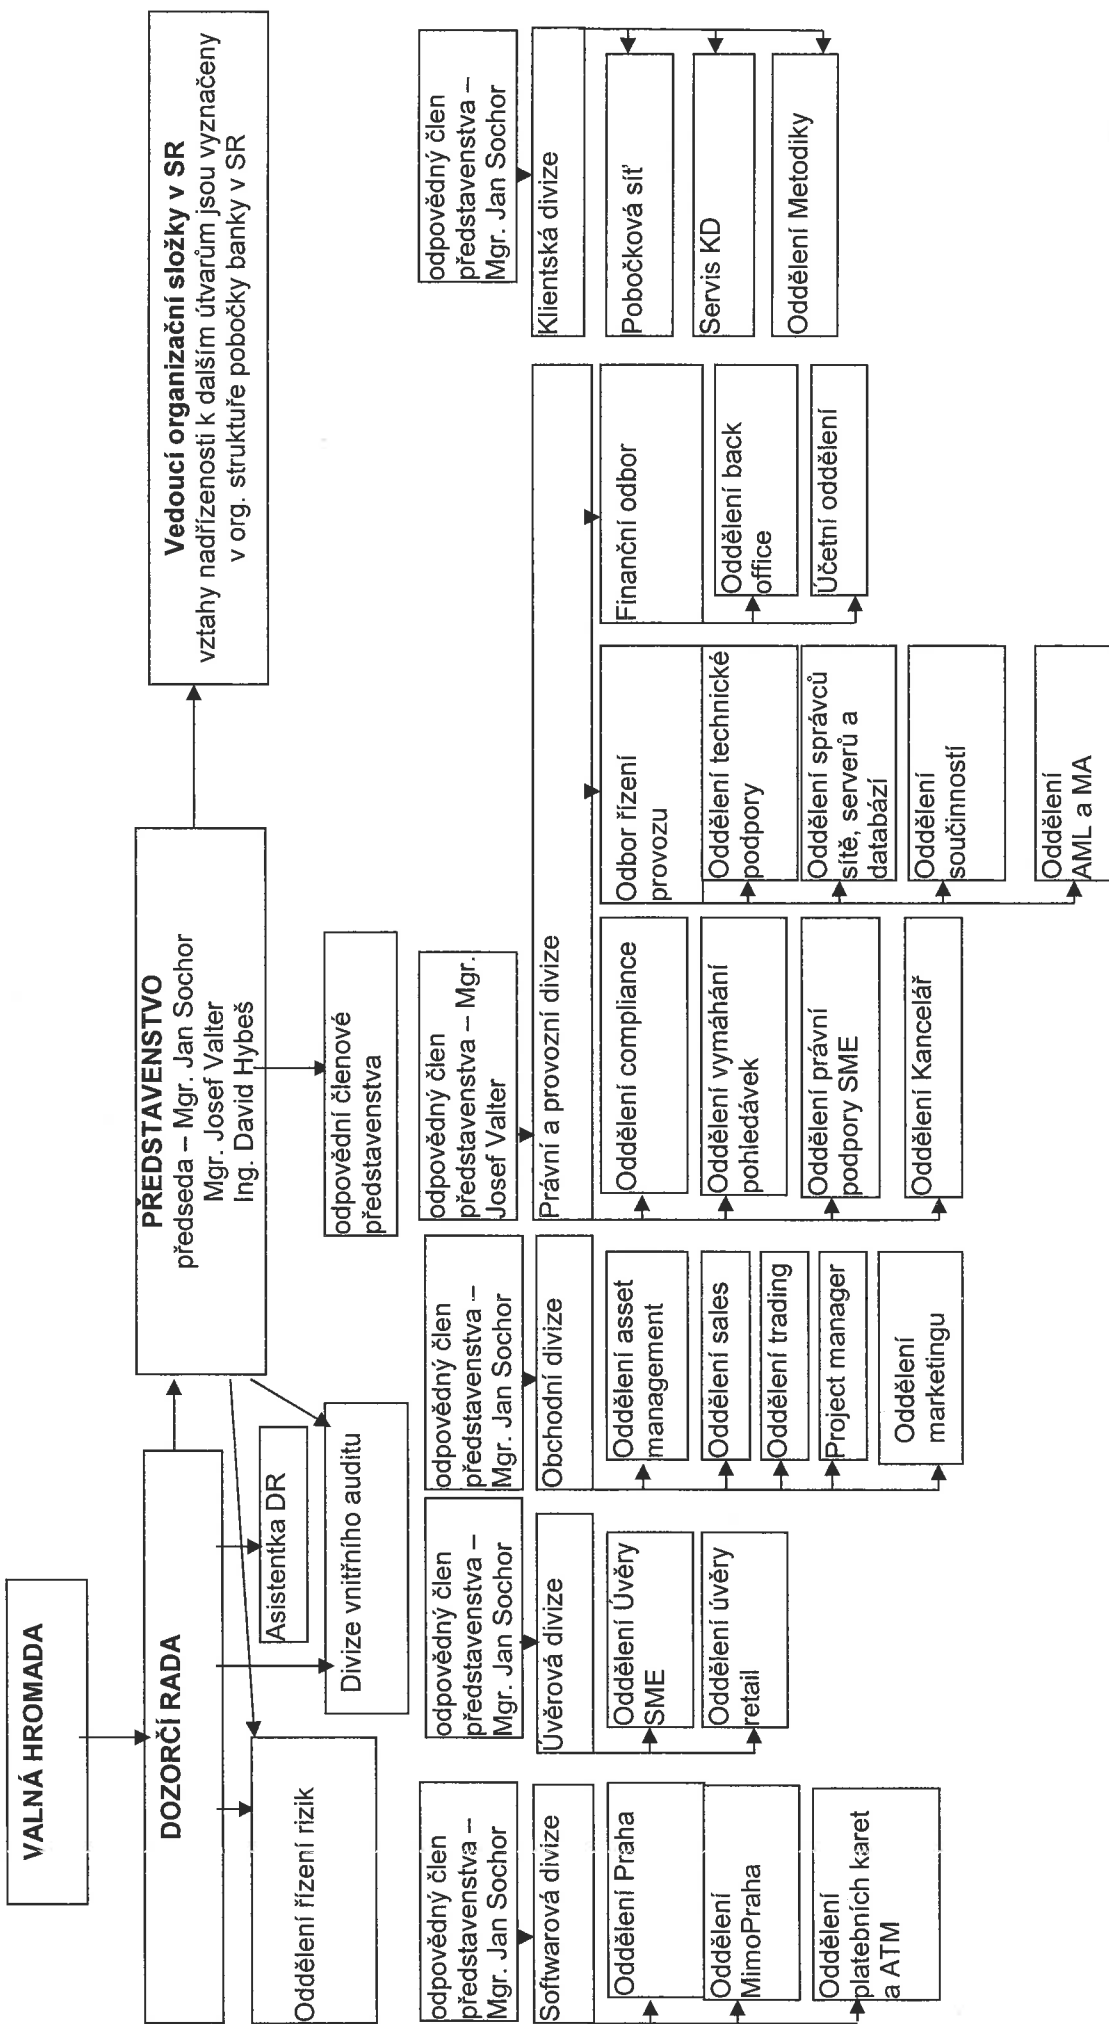 VALNÁ HROMADA
DOZORČÍ RADA
PŘEDSTAVENSTVO
předseda – Mgr. Jan Sochor
Mgr. Josef Valter
Ing. David Hybeš
Vedoucí organizační složky v SR
vztahy nadřízenosti k dalším útvarům jsou vyznačeny
v org. struktuře pobočky banky v SR
Oddělení řízení rizik
Asistentka DR
Divize vnitřního auditu
odpovědní členové
představenstva
odpovědný člen
představenstva –
Mgr. Jan Sochor
Softwarová divize
Oddělení Praha
Oddělení
MimoPraha
Oddělení
platebních karet
a ATM
odpovědný člen
představenstva –
Mgr. Jan Sochor
Úvěrová divize
Oddělení Úvěry
SME
Oddělení úvěry
retail
odpovědný člen
představenstva –
Mgr. Jan Sochor
Obchodní divize
Oddělení asset
management
Oddělení sales
Oddělení trading
Project manager
Oddělení
marketingu
odpovědný člen
představenstva – Mgr.
Josef Valter
Právní a provozní divize
Oddělení compliance
Oddělení vymáhání
pohledávek
Oddělení právní
podpory SME
Oddělení Kancelář
Odbor řízení
provozu
Oddělení technické
podpory
Oddělení správců
sítě, serverů a
databází
Oddělení
součinností
Oddělení
AML a MA
Finanční odbor
Oddělení back
office
Účetní oddělení
odpovědný člen
představenstva –
Mgr. Jan Sochor
Klientská divize
Pobočková síť
Servis KD
Oddělení Metodiky